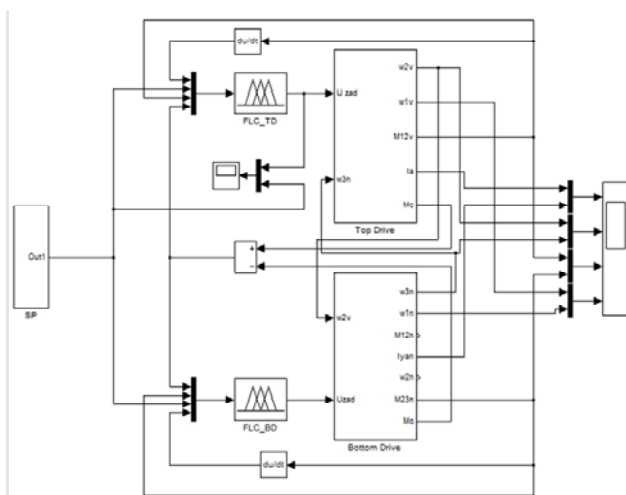 du/dt
FLC_TD
U zad
w3n
w2v
w1v
M12v
Ia
Mc
Top Drive
Out1
SP
+
−
w2v
Uzad
w3n
w1n
M12n
Iyan
w2n
M23n
Mc
Bottom Drive
FLC_BD
du/dt